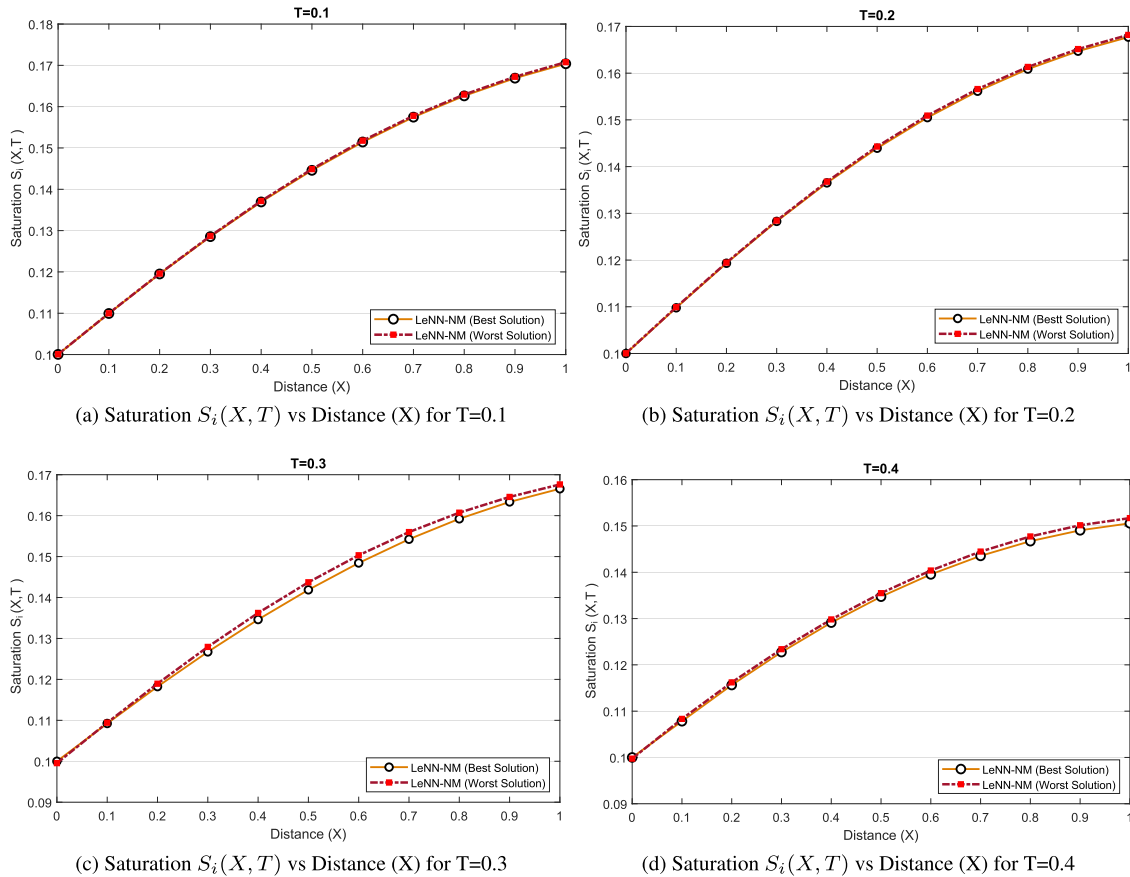 T=0.1
0.18
0.17
0.16
0.15
0.14
0.13
0.12
0.11
0.1
Saturation Sᵢ (X,T )
LeNN-NM (Best Solution)
LeNN-NM (Worst Solution)
0 0.1 0.2 0.3 0.4 0.5 0.6 0.7 0.8 0.9 1
Distance (X)
(a) Saturation Sᵢ(X, T) vs Distance (X) for T=0.1
T=0.2
0.17
0.16
0.15
0.14
0.13
0.12
0.11
0.1
Saturation Sᵢ (X,T )
LeNN-NM (Bestt Solution)
LeNN-NM (Worst Solution)
0 0.1 0.2 0.3 0.4 0.5 0.6 0.7 0.8 0.9 1
Distance (X)
(b) Saturation Sᵢ(X, T) vs Distance (X) for T=0.2
T=0.3
0.17
0.16
0.15
0.14
0.13
0.12
0.11
0.1
0.09
Saturation Sᵢ (X,T )
LeNN-NM (Best Solution)
LeNN-NM (Worst Solution)
0 0.1 0.2 0.3 0.4 0.5 0.6 0.7 0.8 0.9 1
Distance (X)
(c) Saturation Sᵢ(X, T) vs Distance (X) for T=0.3
T=0.4
0.16
0.15
0.14
0.13
0.12
0.11
0.1
0.09
Saturation Sᵢ (X,T )
LeNN-NM (Best Solution)
LeNN-NM (Worst Solution)
0 0.1 0.2 0.3 0.4 0.5 0.6 0.7 0.8 0.9 1
Distance (X)
(d) Saturation Sᵢ(X, T) vs Distance (X) for T=0.4